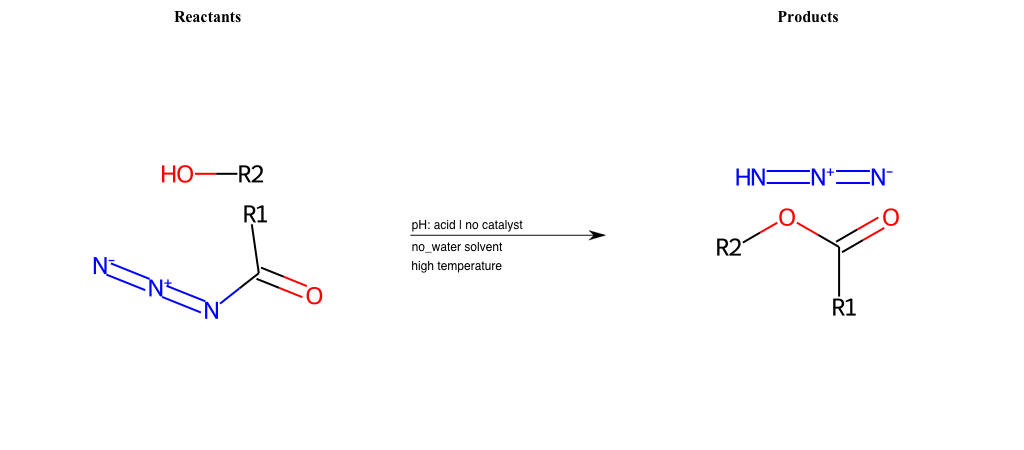 Reactants
Products
HO R2
R1
N- N+ N O
pH: acid | no catalyst
no_water solvent
high temperature
HN N+ N-
O O
R2
R1